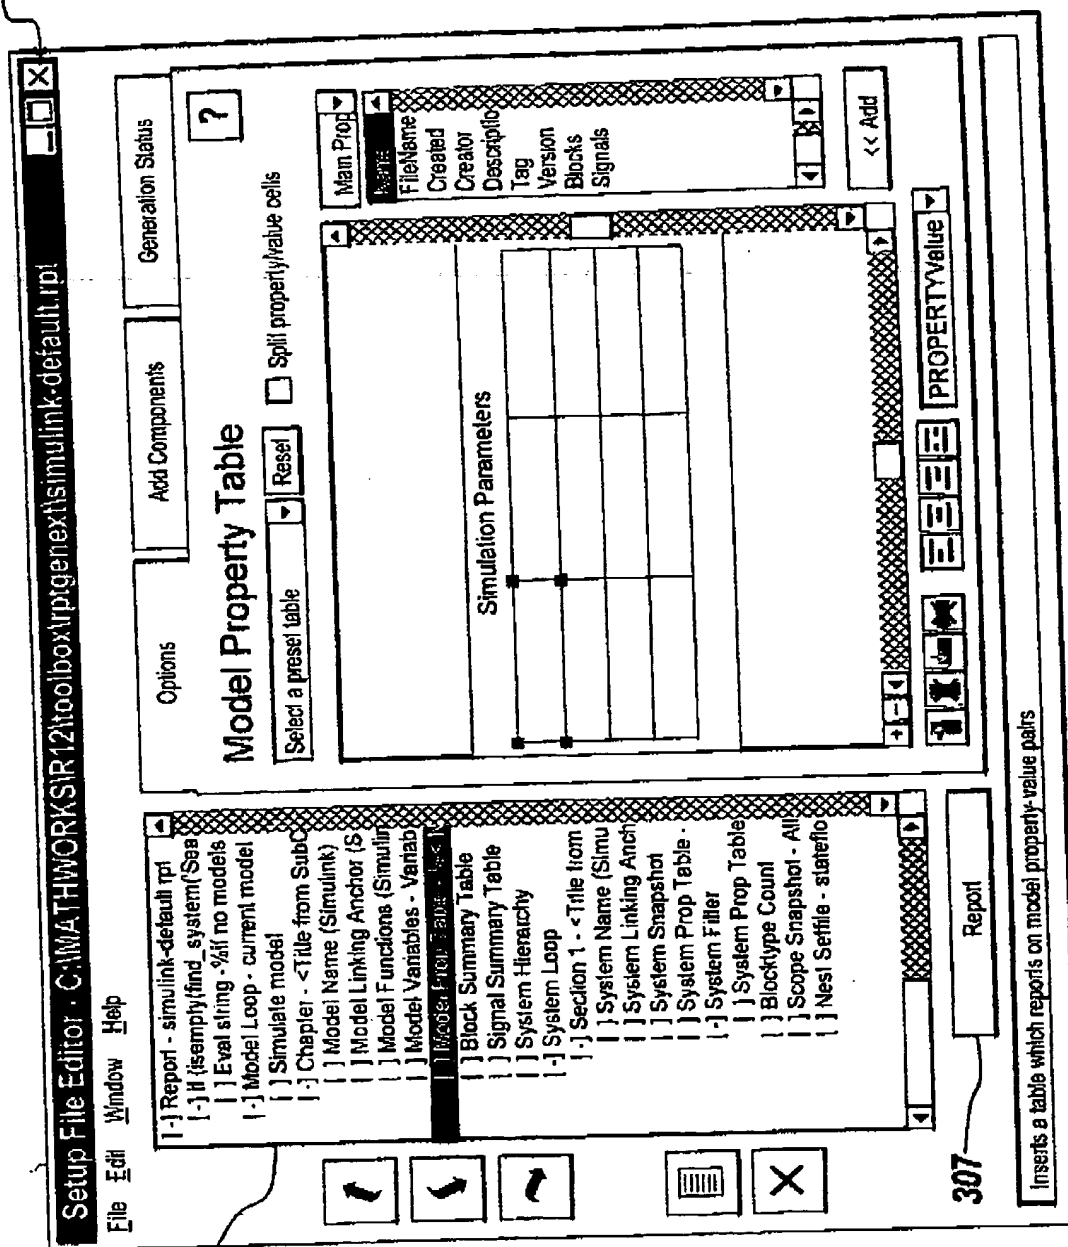 Setup File Editor - C:\MATHWORKS\R12\toolbox\rptgenext\simulink-default.rpt
File Edit Window Help
[-] Report - simulink-default rpt
[-] if (isempty(find_system('Sea
[ ] Eval string -%if no models
[-] Model Loop - current model
[ ] Simulate model
[-] Chapter - <Title from SubC
[ ] Model Name (Simulink)
[ ] Model Linking Anchor (S
[ ] Model Functions (Simulin
[ ] Model Variables - Variab
[ ] Model Prop Table -
[ ] Block Summary Table
[ ] Signal Summary Table
[ ] System Hierarchy
[-] System Loop
[-] Section 1 - <Title from
[ ] System Name (Simu
[ ] System Linking Anch
[ ] System Snapshot
[ ] System Prop Table -
[-] System Filter
[ ] System Prop Table
[ ] Blocktype Count
[ ] Scope Snapshot - All
[ ] Nest Setfile - stateflo
307
Report
Options
Add Components
Generation Status
Model Property Table
?
Select a preset table
Reset
Split property/value cells
Simulation Parameters
Main Prop
Name
FileName
Created
Creator
Descriptio
Tag
Version
Blocks
Signals
<< Add
PROPERTYValue
Inserts a table which reports on model property-value pairs